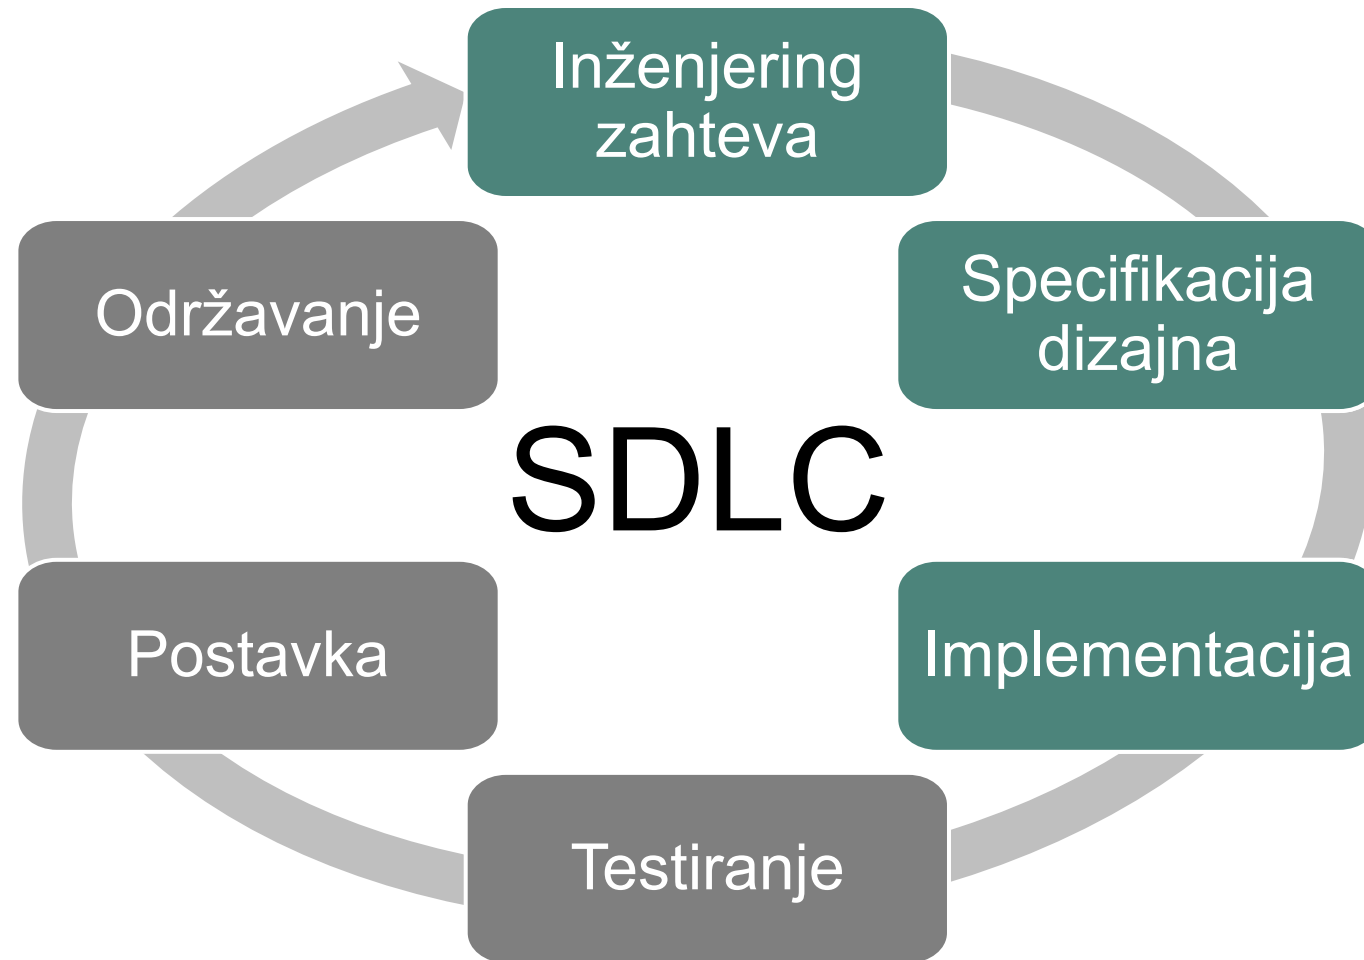 Inženjering
zahteva
Specifikacija
dizajna
Implementacija
Testiranje
Postavka
Održavanje
SDLC